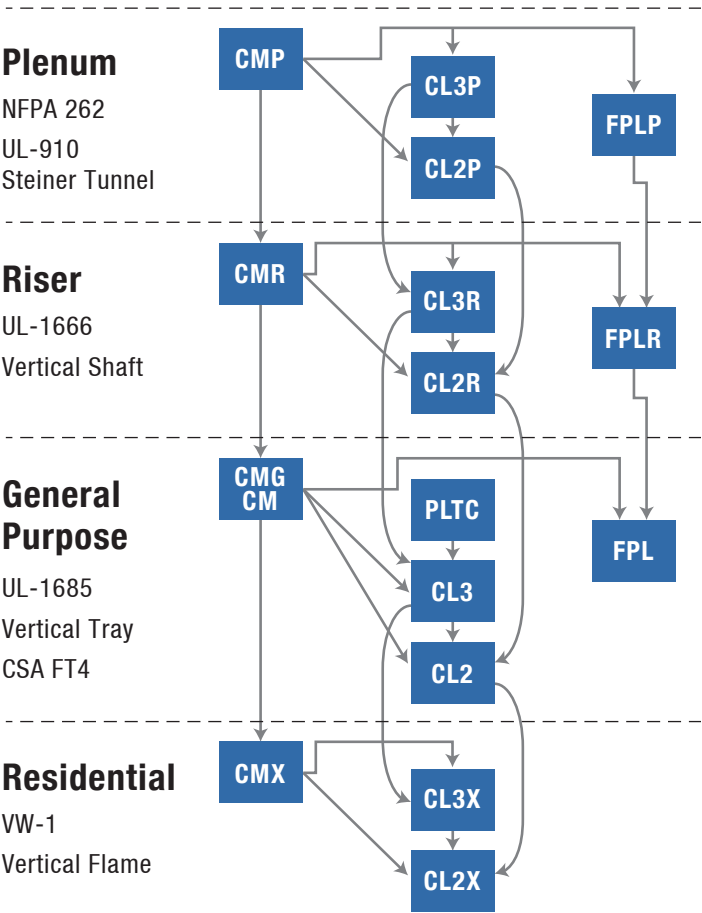 Plenum
NFPA 262
UL-910
Steiner Tunnel
CMP
CL3P
CL2P
FPLP
Riser
UL-1666
Vertical Shaft
CMR
CL3R
CL2R
FPLR
General
Purpose
UL-1685
Vertical Tray
CSA FT4
CMG
CM
PLTC
CL3
CL2
FPL
Residential
VW-1
Vertical Flame
CMX
CL3X
CL2X